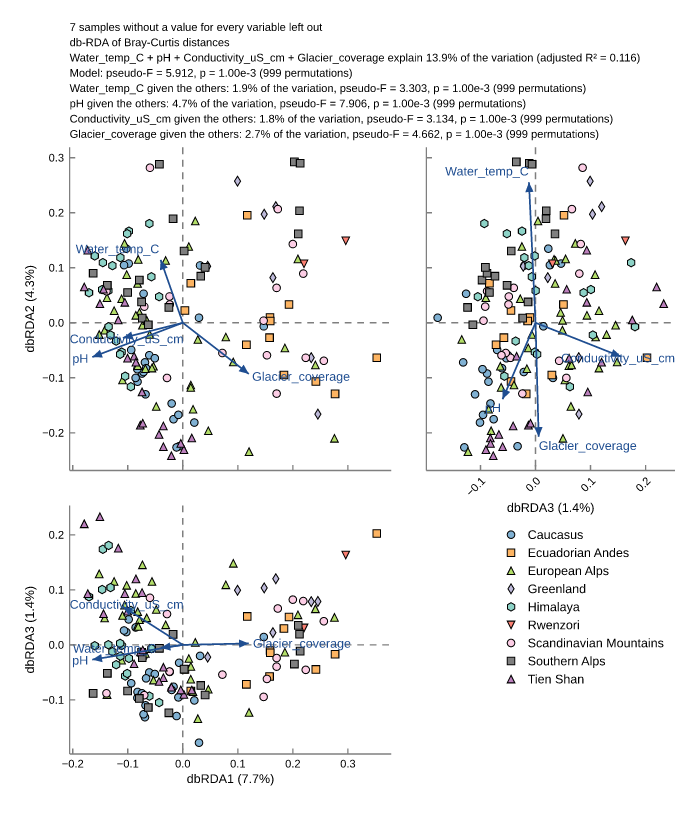 7 samples without a value for every variable left out
db-RDA of Bray-Curtis distances
Water_temp_C + pH + Conductivity_uS_cm + Glacier_coverage explain 13.9% of the variation (adjusted R² = 0.116)
Model: pseudo-F = 5.912, p = 1.00e-3 (999 permutations)
Water_temp_C given the others: 1.9% of the variation, pseudo-F = 3.303, p = 1.00e-3 (999 permutations)
pH given the others: 4.7% of the variation, pseudo-F = 7.906, p = 1.00e-3 (999 permutations)
Conductivity_uS_cm given the others: 1.8% of the variation, pseudo-F = 3.134, p = 1.00e-3 (999 permutations)
Glacier_coverage given the others: 2.7% of the variation, pseudo-F = 4.662, p = 1.00e-3 (999 permutations)
0.3
0.2
0.1
0.0
−0.1
−0.2
dbRDA2 (4.3%)
Water_temp_C
Conductivity_uS_cm
pH
Glacier_coverage
Water_temp_C
Conductivity_uS_cm
pH
Glacier_coverage
−0.1
0.0
0.1
0.2
dbRDA3 (1.4%)
0.2
0.1
0.0
−0.1
dbRDA3 (1.4%)
Conductivity_uS_cm
Water_temp_C
pH
Glacier_coverage
−0.2
−0.1
0.0
0.1
0.2
0.3
dbRDA1 (7.7%)
Caucasus
Ecuadorian Andes
European Alps
Greenland
Himalaya
Rwenzori
Scandinavian Mountains
Southern Alps
Tien Shan